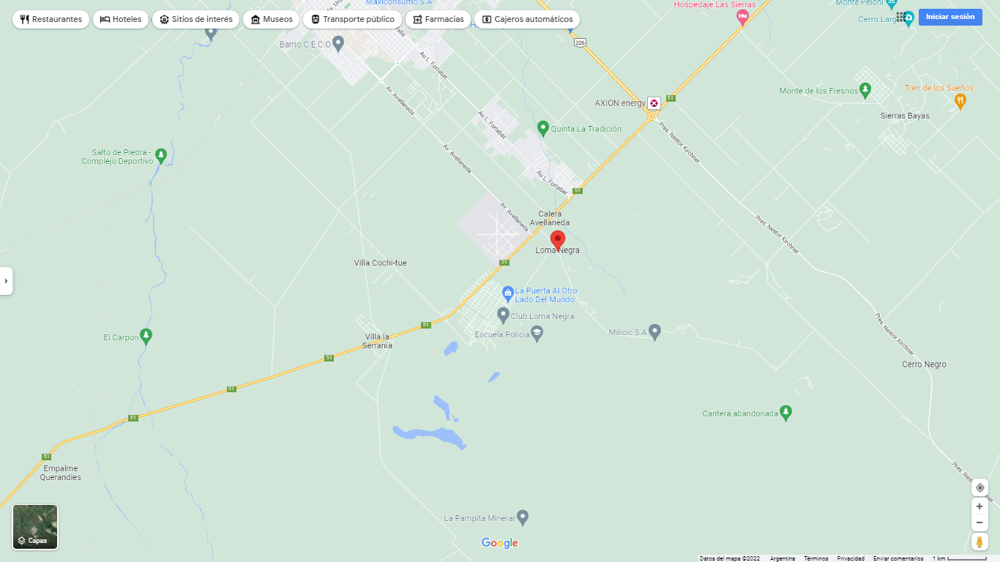 Maxiconsumo S.A
Hospedaje Las Sierras
Monte Peloni
Restaurantes
Hoteles
Sitios de interés
Museos
Transporte público
Farmacias
Cajeros automáticos
Cerro Larg
Iniciar sesión
Barrio C.E.C.O
226
Au L. Fortabat
Av. Avellaneda
AXION energy
51
Monte de los Fresnos
Tren de los Sueños
Sierras Bayas
Au L. Fortabat
Quinta La Tradición
Pres. Nestor Kirchner
Salto de Piedra -
Complejo Deportivo
Av. Avellaneda
Au L. Fortabat
51
Av. Avellaneda
Calera
Avellaneda
Pres. Nestor Kirchner
Loma Negra
51
Villa Cochi-tue
La Puerta Al Otro
Lado Del Mundo
Club Loma Negra
51
Escuela Policia
Milicic S.A
Pres. Nestor Kirchner
El Carpon
Villa la
Serranía
51
Cerro Negro
51
51
Cantera abandonada
51
Empalme
Querandies
La Pampita Minerar
Capas
Google
Datos del mapa ©2022
Argentina
Términos
Privacidad
Enviar comentarios
1 km